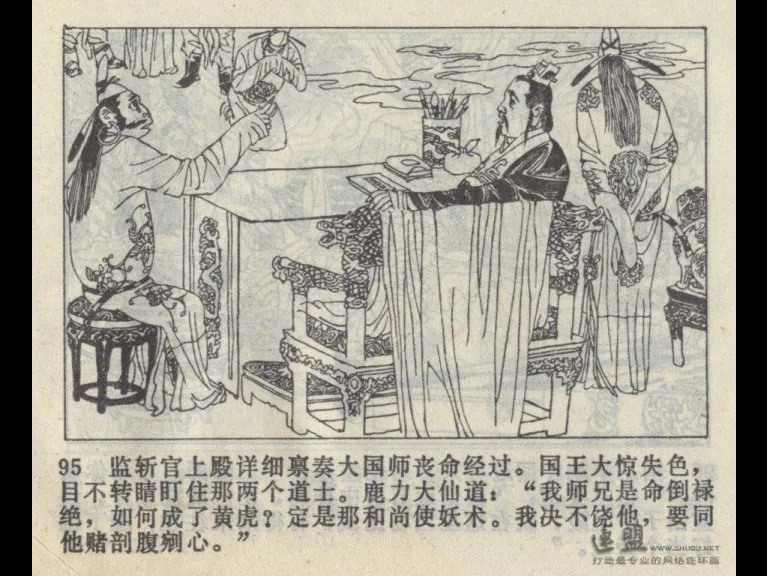 95 监斩官上殿详细禀奏大国师丧命经过。国王大惊失色，
目不转睛盯住那两个道士。鹿力大仙道：“我师兄是命倒禄
绝，如何成了黄虎？定是那和尚使妖术。我决不饶他，要同
他赌剖腹剜心。”
连盟 WWW.SHUQU.NET
打造最专业的网络连环画